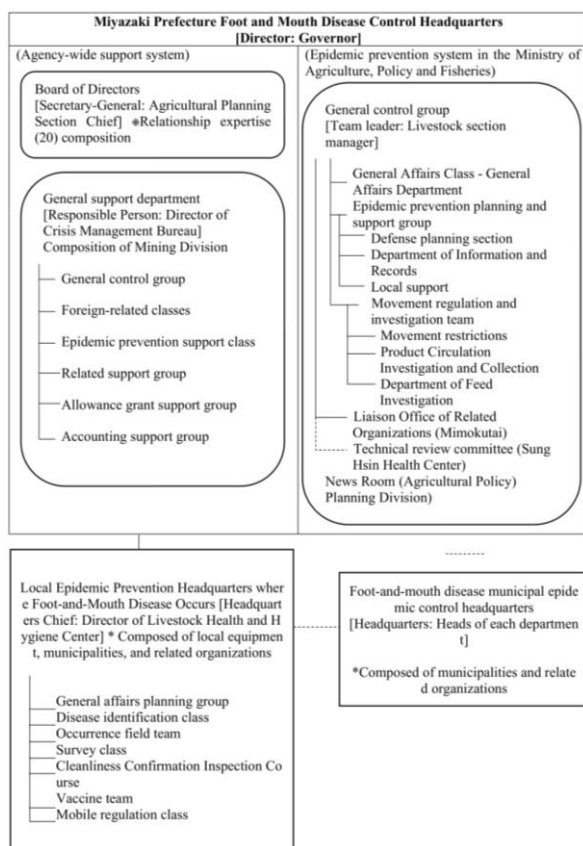 Miyazaki Prefecture Foot and Mouth Disease Control Headquarters
[Director: Governor]
(Agency-wide support system)
Board of Directors
[Secretary-General: Agricultural Planning
Section Chief] ※Relationship expertise
(20) composition
General support department
[Responsible Person: Director of
Crisis Management Bureau]
Composition of Mining Division
General control group
Foreign-related classes
Epidemic prevention support class
Related support group
Allowance grant support group
Accounting support group
(Epidemic prevention system in the Ministry of
Agriculture, Policy and Fisheries)
General control group
[Team leader: Livestock section
manager]
General Affairs Class - General
Affairs Department
Epidemic prevention planning and
support group
Defense planning section
Department of Information and
Records
Local support
Movement regulation and
investigation team
Movement restrictions
Product Circulation
Investigation and Collection
Department of Feed
Investigation
Liaison Office of Related
Organizations (Mimokutai)
Technical review committee (Sung
Hsin Health Center)
News Room (Agricultural Policy)
Planning Division)
Local Epidemic Prevention Headquarters wher
e Foot-and-Mouth Disease Occurs [Headquart
ers Chief: Director of Livestock Health and H
ygiene Center] * Composed of local equipmen
t, municipalities, and related organizations
General affairs planning group
Disease identification class
Occurrence field team
Survey class
Cleanliness Confirmation Inspection Co
urse
Vaccine team
Mobile regulation class
Foot-and-mouth disease municipal epide
mic control headquarters
[Headquarters: Heads of each departmen
t]
*Composed of municipalities and relate
d organizations